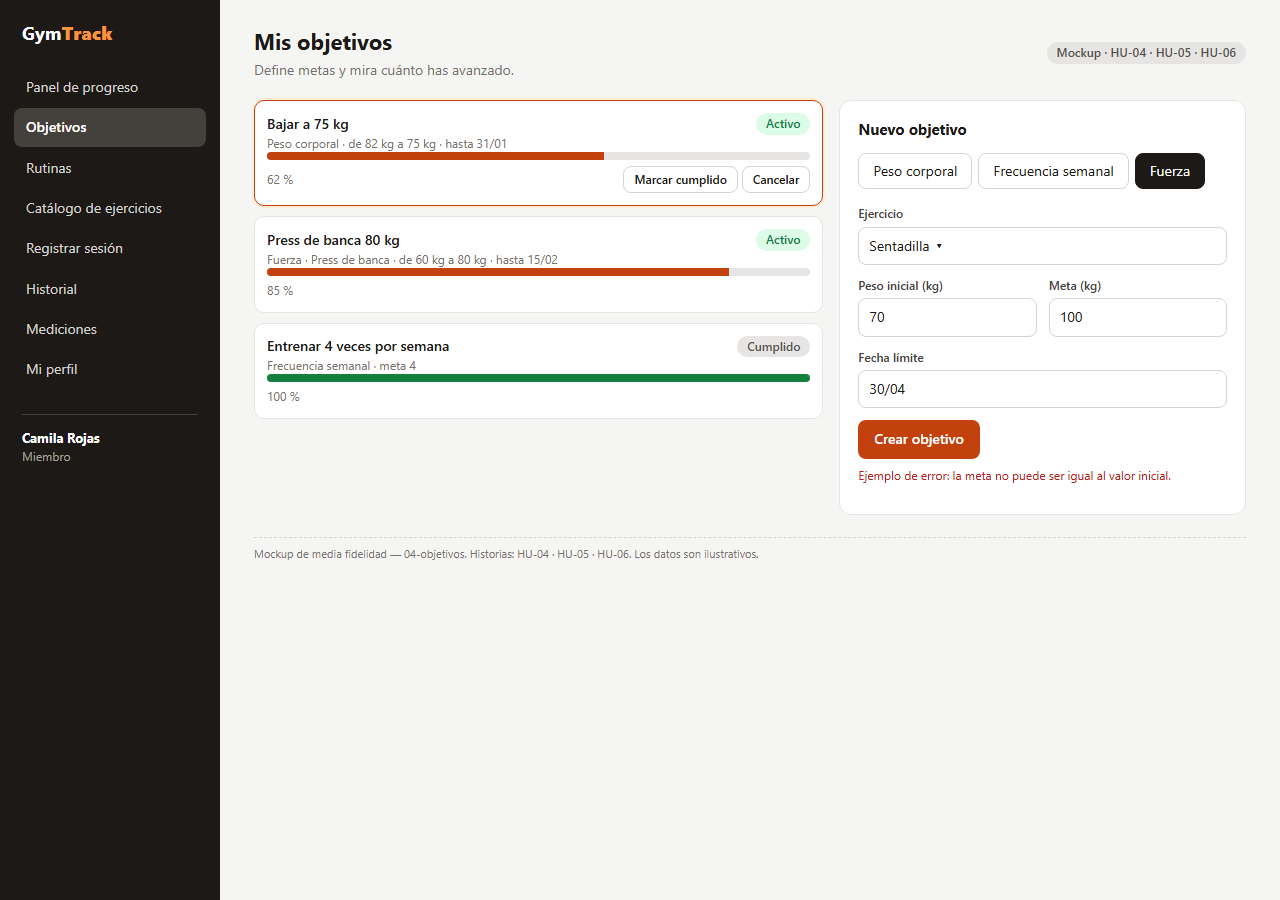 GymTrack
Panel de progreso
Objetivos
Rutinas
Catálogo de ejercicios
Registrar sesión
Historial
Mediciones
Mi perfil
Camila Rojas
Miembro
Mis objetivos
Define metas y mira cuánto has avanzado.
Mockup · HU-04 · HU-05 · HU-06
Bajar a 75 kg
Activo
Peso corporal · de 82 kg a 75 kg · hasta 31/01
62 %
Marcar cumplido
Cancelar
Press de banca 80 kg
Activo
Fuerza · Press de banca · de 60 kg a 80 kg · hasta 15/02
85 %
Entrenar 4 veces por semana
Cumplido
Frecuencia semanal · meta 4
100 %
Nuevo objetivo
Peso corporal
Frecuencia semanal
Fuerza
Ejercicio
Sentadilla ▾
Peso inicial (kg)
Meta (kg)
70
100
Fecha límite
30/04
Crear objetivo
Ejemplo de error: la meta no puede ser igual al valor inicial.
Mockup de media fidelidad — 04-objetivos. Historias: HU-04 · HU-05 · HU-06. Los datos son ilustrativos.